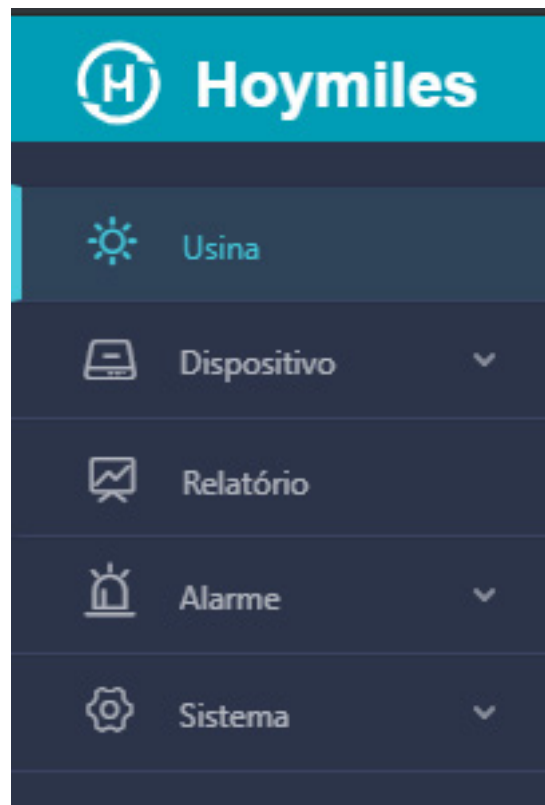 Hoymiles
Usina
Dispositivo
Relatório
Alarme
Sistema